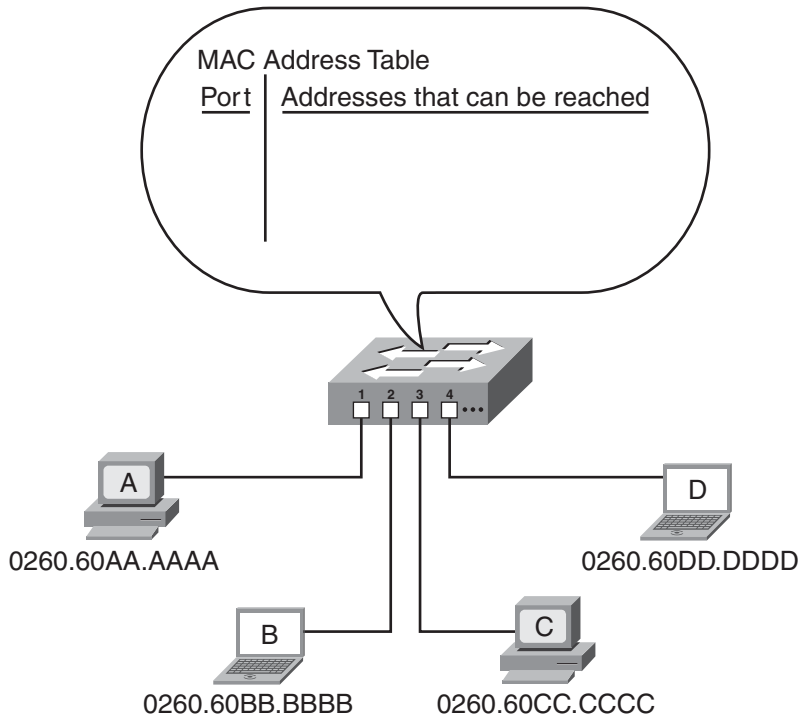 MAC Address Table
Port Addresses that can be reached
1 2 3 4
A
D
0260.60AA.AAAA
0260.60DD.DDDD
B
C
0260.60BB.BBBB
0260.60CC.CCCC